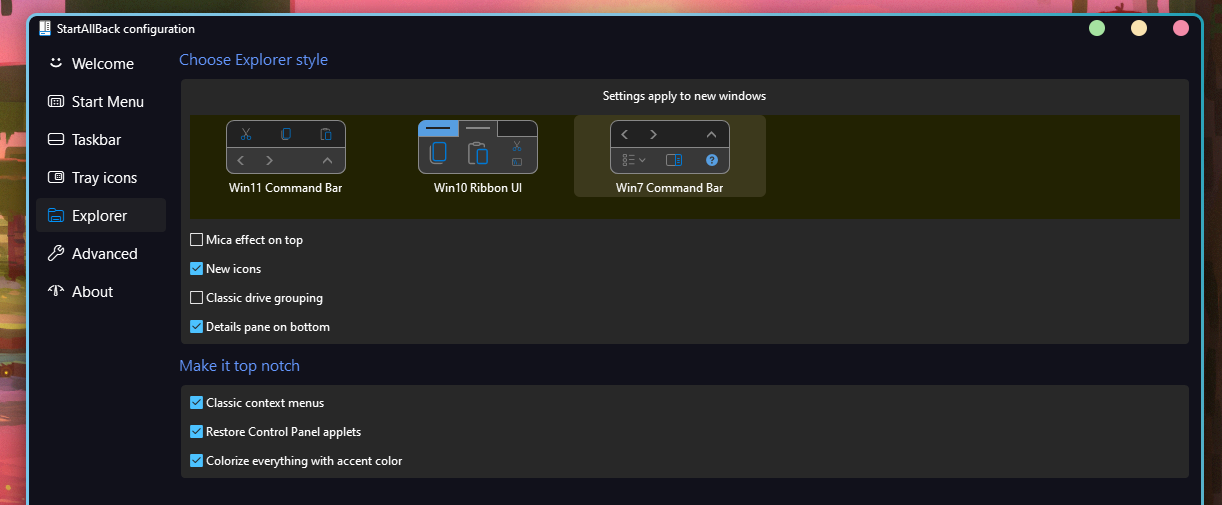 StartAllBack configuration
Welcome
Start Menu
Taskbar
Tray icons
Explorer
Advanced
About
Choose Explorer style
Settings apply to new windows
Win11 Command Bar
Win10 Ribbon UI
Win7 Command Bar
Mica effect on top
New icons
Classic drive grouping
Details pane on bottom
Make it top notch
Classic context menus
Restore Control Panel applets
Colorize everything with accent color